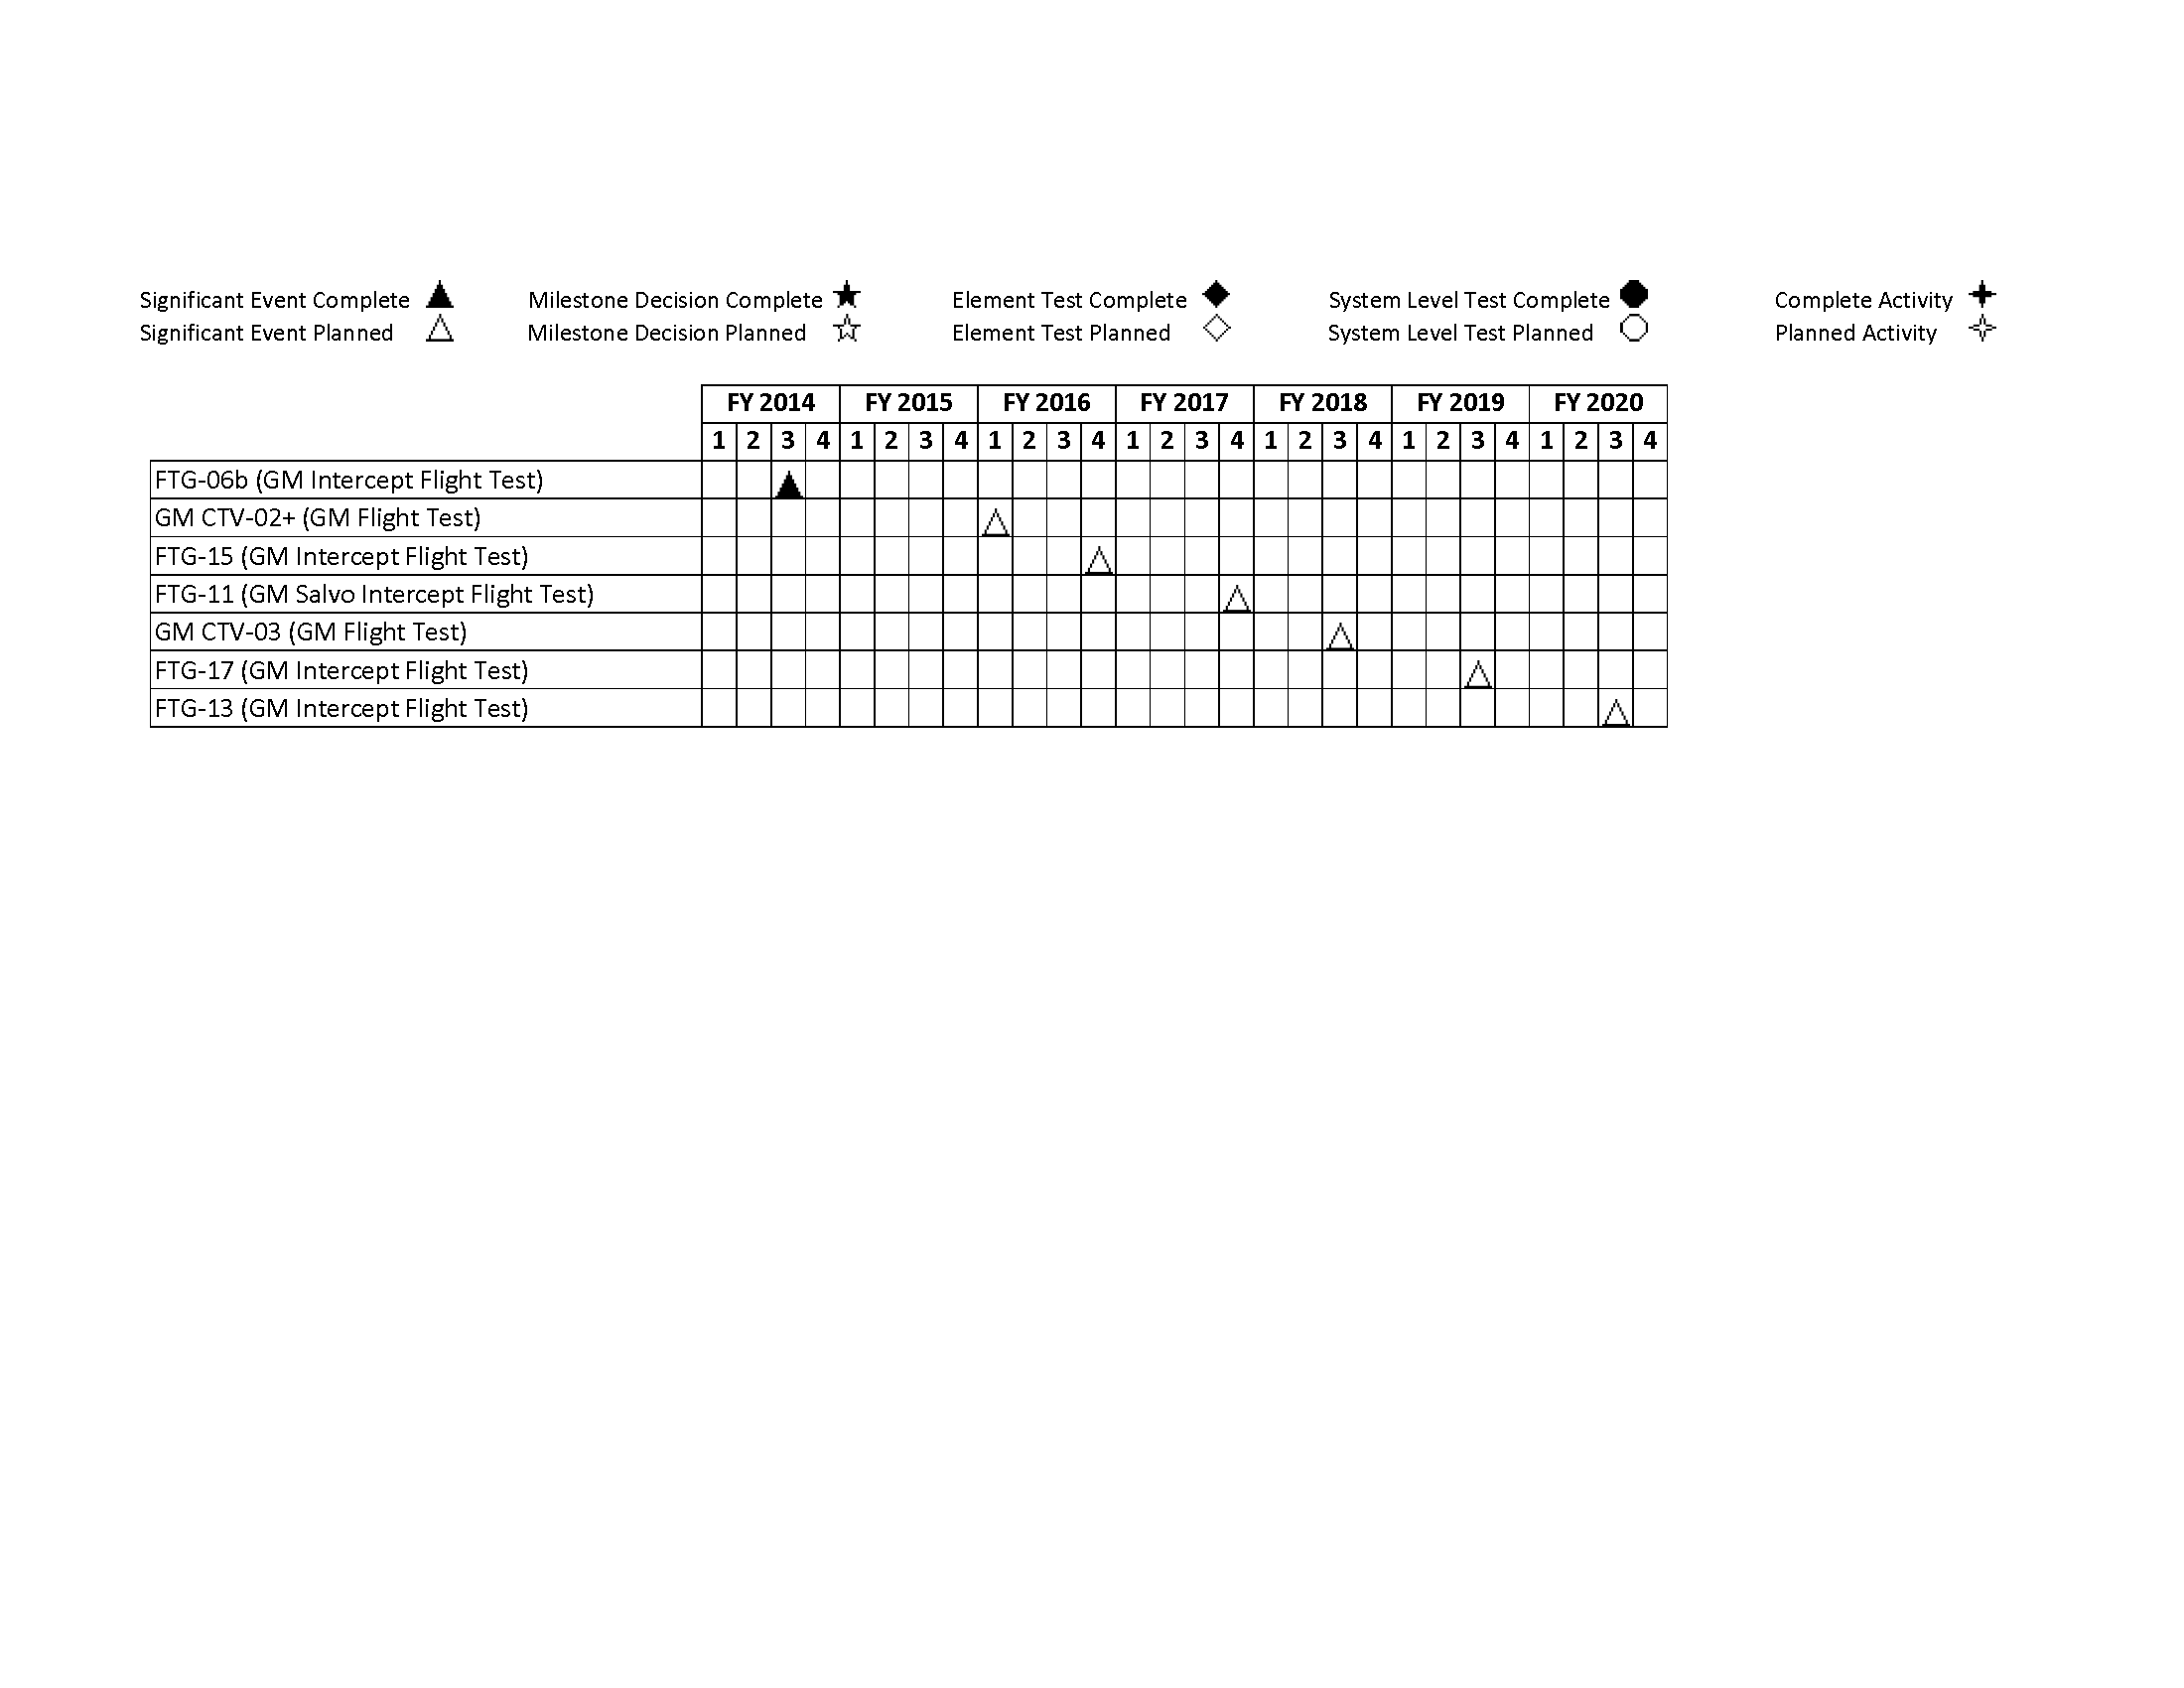 Significant Event Complete Milestone Decision Complete Element Test Complete System Level Test Complete Complete Activity
Significant Event Planned Milestone Decision Planned Element Test Planned System Level Test Planned Planned Activity
FY 2014 FY 2015 FY 2016 FY 2017 FY 2018 FY 2019 FY 2020
1 2 3 4 1 2 3 4 1 2 3 4 1 2 3 4 1 2 3 4 1 2 3 4 1 2 3 4
FTG-06b (GM Intercept Flight Test)
GM CTV-02+ (GM Flight Test)
FTG-15 (GM Intercept Flight Test)
FTG-11 (GM Salvo Intercept Flight Test)
GM CTV-03 (GM Flight Test)
FTG-17 (GM Intercept Flight Test)
FTG-13 (GM Intercept Flight Test)